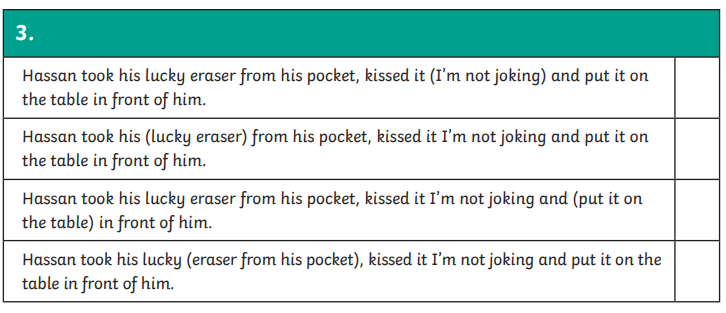 3.
Hassan took his lucky eraser from his pocket, kissed it (I'm not joking) and put it on
the table in front of him.
Hassan took his (lucky eraser) from his pocket, kissed it I'm not joking and put it on
the table in front of him.
Hassan took his lucky eraser from his pocket, kissed it I'm not joking and (put it on
the table) in front of him.
Hassan took his lucky (eraser from his pocket), kissed it I'm not joking and put it on the
table in front of him.